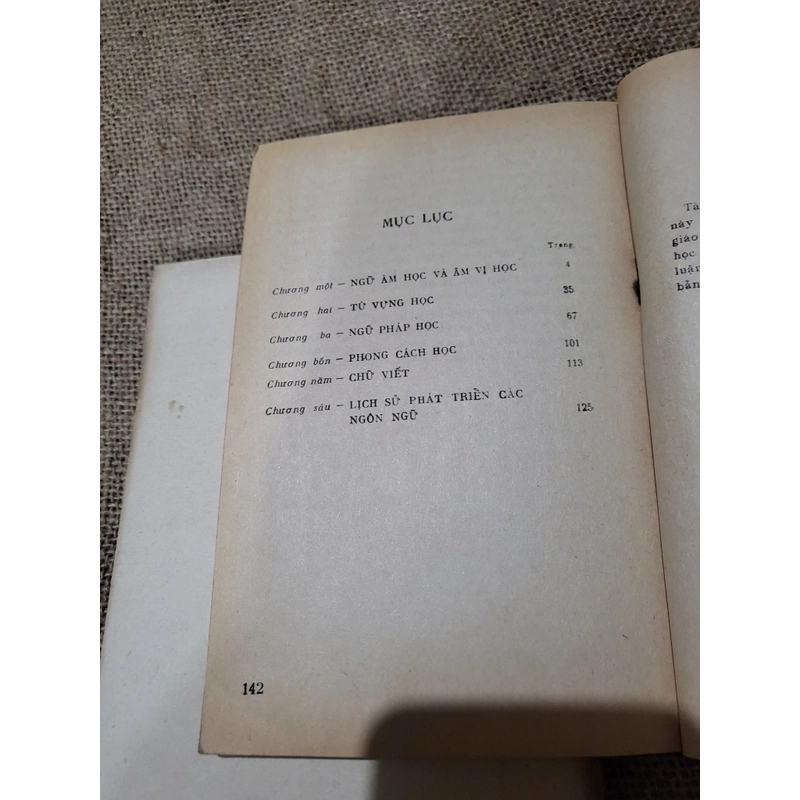 MỤC LỤC
Trang
Chương một — NGỮ ÂM HỌC VÀ ÂM VỊ HỌC 4
Chương hai — TỪ VỰNG HỌC 35
Chương ba — NGỮ PHÁP HỌC 67
Chương bốn — PHONG CÁCH HỌC 101
Chương năm — CHỮ VIẾT 113
Chương sáu — LỊCH SỬ PHÁT TRIỂN CÁC
NGÔN NGỮ 125
142
Tà
này
giáo
học
luận
bản